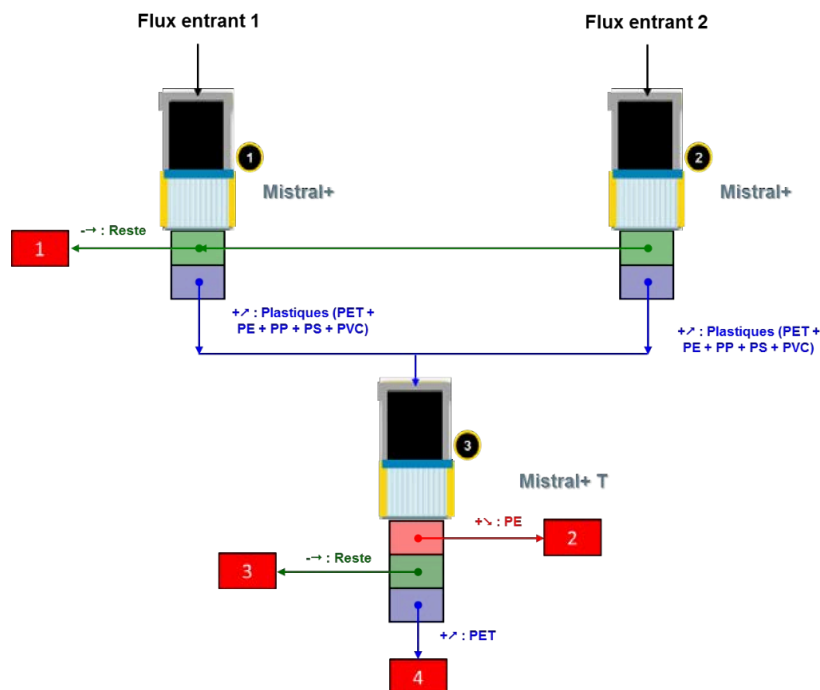 Flux entrant 1
Flux entrant 2
1
2
Mistral+
Mistral+
-→ : Reste
1
+↗ : Plastiques (PET +
PE + PP + PS + PVC)
+↗ : Plastiques (PET +
PE + PP + PS + PVC)
3
Mistral+ T
+↘ : PE
2
-→ : Reste
3
+↗ : PET
4